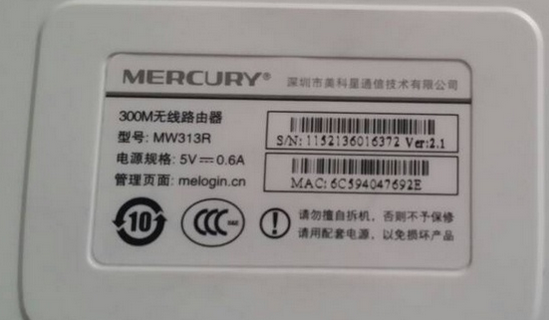 MERCURY® 深圳市美科星通信技术有限公司
300M无线路由器
型号: MW313R
电源规格: 5V⎓0.6A
管理页面: melogin.cn
S/N: 1152136016372 Ver:2.1
MAC: 6C594047692E
10
CCC
请勿擅自拆机，否则不予保修
请用配套电源，以免损坏产品